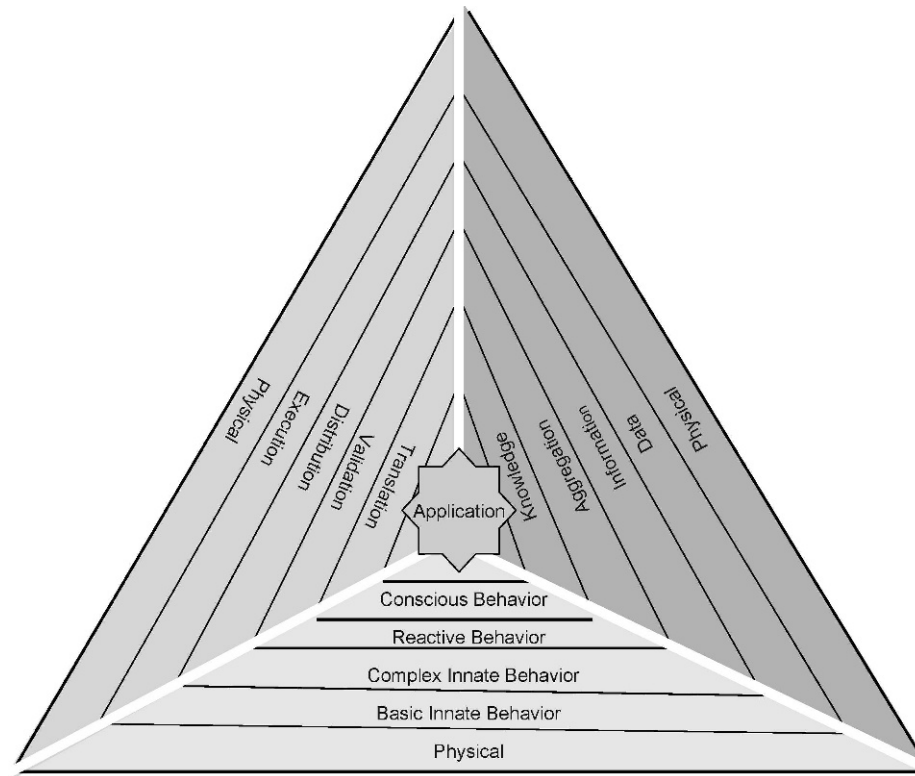 Physical
Execution
Distribution
Validation
Translation
Application
Knowledge
Aggregation
Information
Data
Physical
Conscious Behavior
Reactive Behavior
Complex Innate Behavior
Basic Innate Behavior
Physical